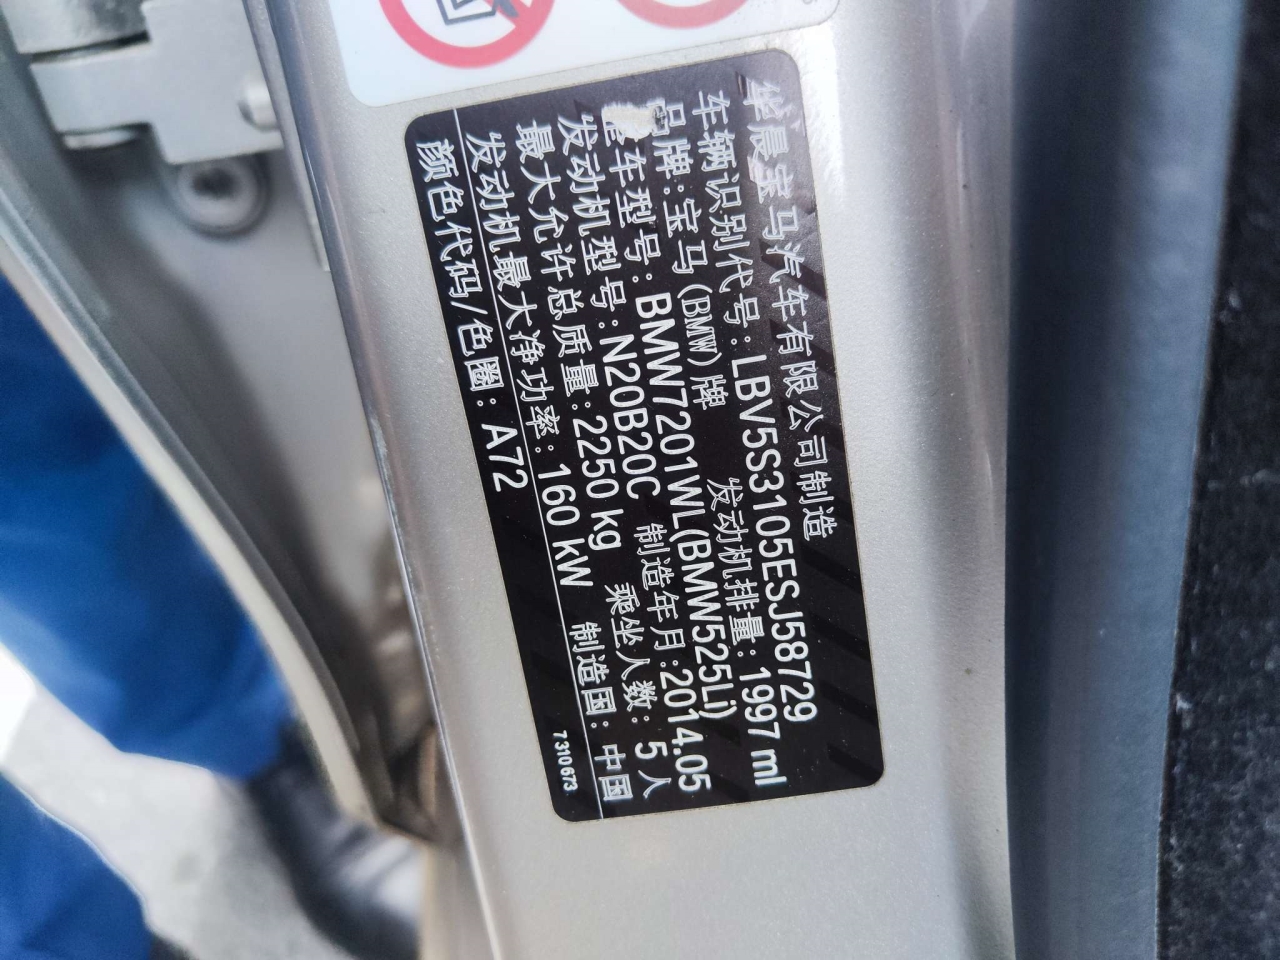 华晨宝马汽车有限公司制造
车辆识别代号:LBV5S3105ESJ58729
品牌:宝马(BMW)牌 发动机排量:1997 ml
整车型号:BMW7201WL(BMW525Li)
发动机型号:N20B20C 制造年月:2014.05
最大允许总质量:2250 kg 乘坐人数:5人
发动机最大净功率:160 kW 制造国:中国
颜色代码/色圈:A72 7 310 673